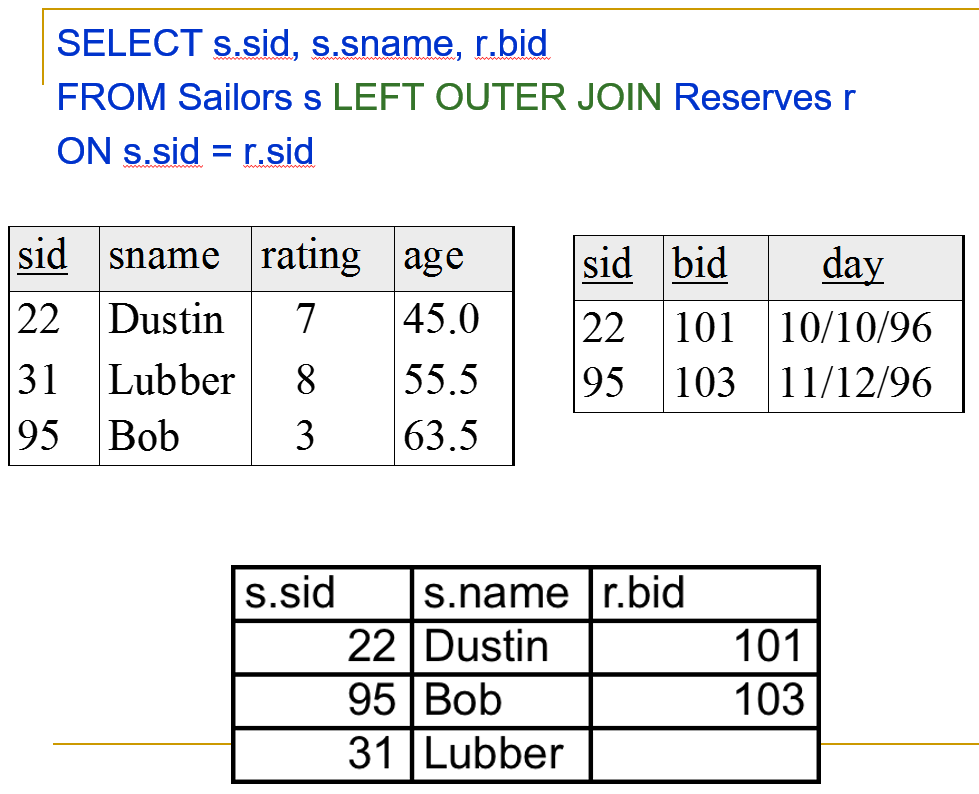 SELECT s.sid, s.sname, r.bid
FROM Sailors s LEFT OUTER JOIN Reserves r
ON s.sid = r.sid
sid sname rating age
22 Dustin 7 45.0
31 Lubber 8 55.5
95 Bob 3 63.5
sid bid day
22 101 10/10/96
95 103 11/12/96
s.sid s.name r.bid
22 Dustin 101
95 Bob 103
31 Lubber